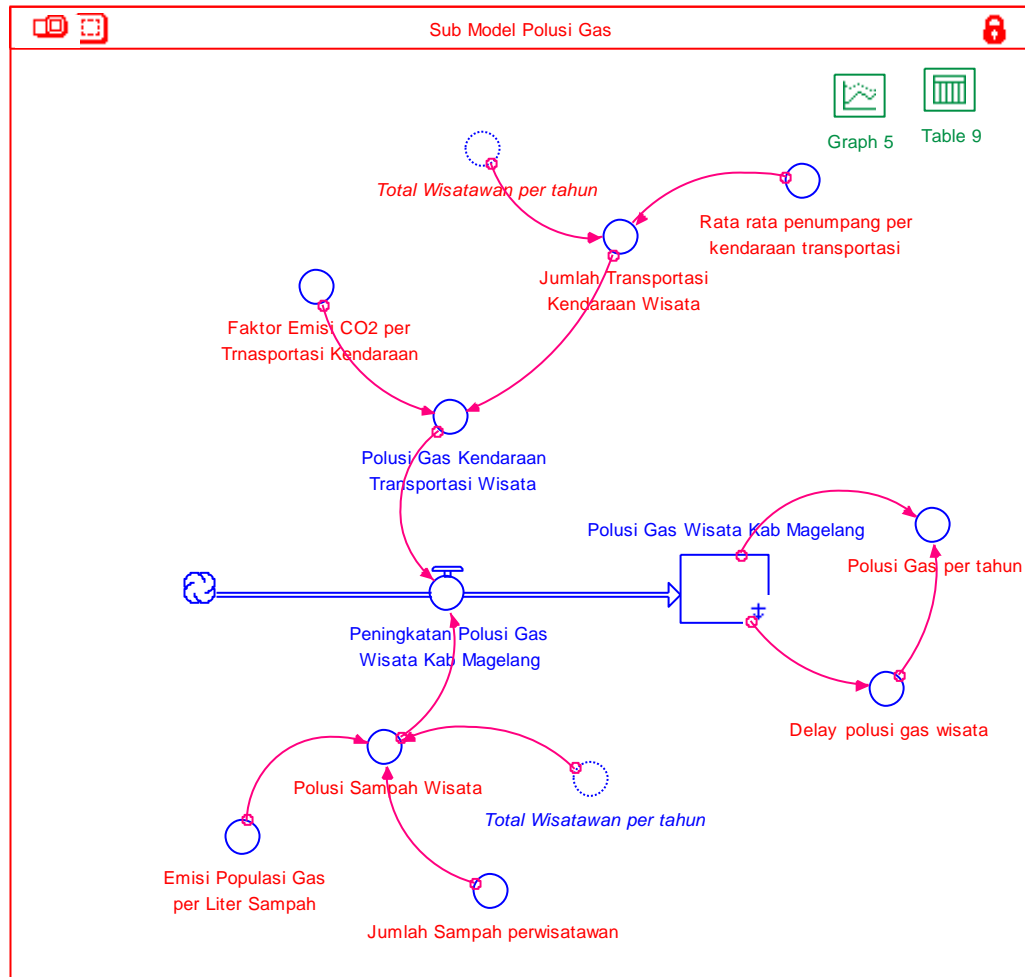 Sub Model Polusi Gas
Graph 5
Table 9
Total Wisatawan per tahun
Rata rata penumpang per
kendaraan transportasi
Jumlah Transportasi
Kendaraan Wisata
Faktor Emisi CO2 per
Trnasportasi Kendaraan
Polusi Gas Kendaraan
Transportasi Wisata
Polusi Gas Wisata Kab Magelang
Polusi Gas per tahun
Peningkatan Polusi Gas
Wisata Kab Magelang
Delay polusi gas wisata
Polusi Sampah Wisata
Total Wisatawan per tahun
Emisi Populasi Gas
per Liter Sampah
Jumlah Sampah perwisatawan